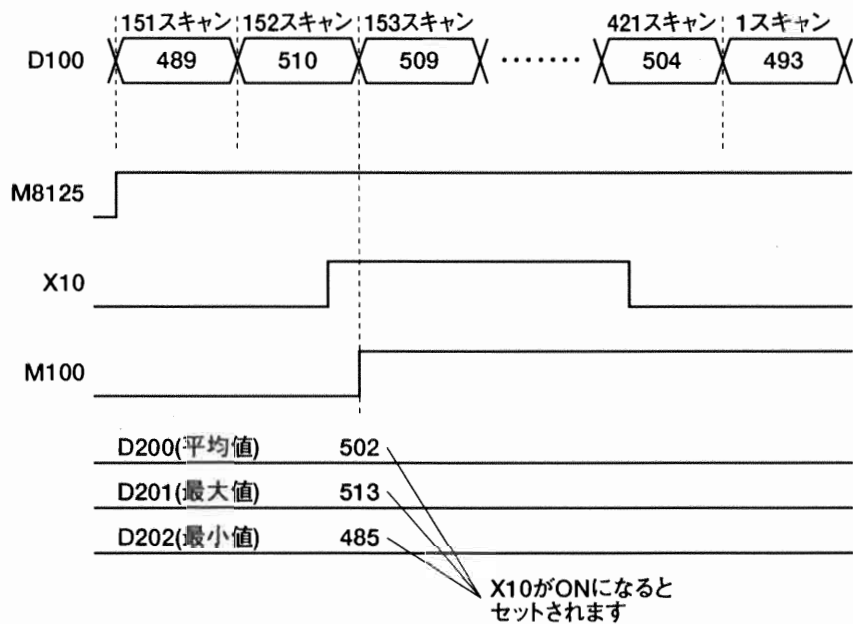 151スキャン 152スキャン 153スキャン 421スキャン 1スキャン
D100 489 510 509 ······· 504 493
M8125
X10
M100
D200(平均値) 502
D201(最大値) 513
D202(最小値) 485
X10がONになると
セットされます